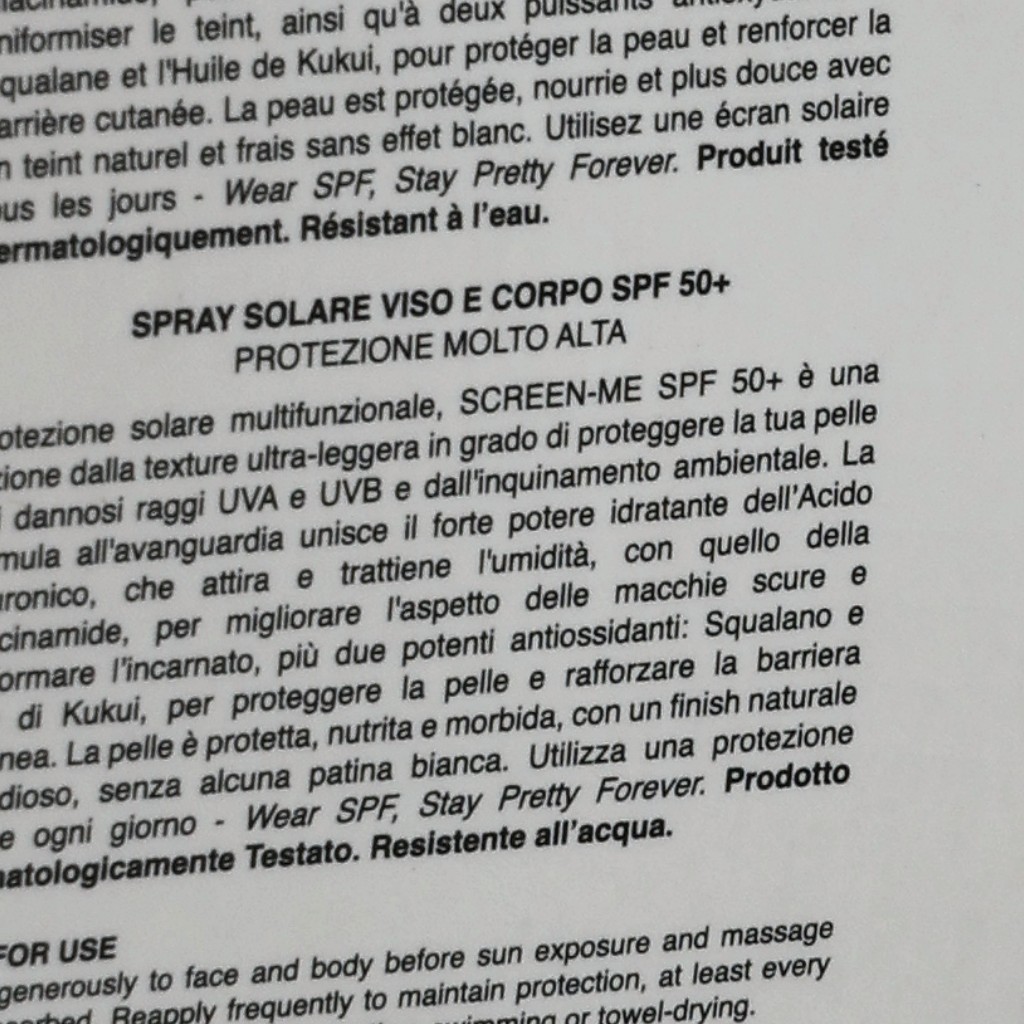 niformiser le teint, ainsi qu'à deux puissants
qualane et l'Huile de Kukui, pour protéger la peau et renforcer la
arrière cutanée. La peau est protégée, nourrie et plus douce avec
n teint naturel et frais sans effet blanc. Utilisez une écran solaire
ous les jours - Wear SPF, Stay Pretty Forever. Produit testé
ermatologiquement. Résistant à l'eau.
SPRAY SOLARE VISO E CORPO SPF 50+
PROTEZIONE MOLTO ALTA
otezione solare multifunzionale, SCREEN-ME SPF 50+ è una
zione dalla texture ultra-leggera in grado di proteggere la tua pelle
i dannosi raggi UVA e UVB e dall'inquinamento ambientale. La
mula all'avanguardia unisce il forte potere idratante dell'Acido
uronico, che attira e trattiene l'umidità, con quello della
cinamide, per migliorare l'aspetto delle macchie scure e
ormare l'incarnato, più due potenti antiossidanti: Squalano e
di Kukui, per proteggere la pelle e rafforzare la barriera
nea. La pelle è protetta, nutrita e morbida, con un finish naturale
dioso, senza alcuna patina bianca. Utilizza una protezione
e ogni giorno - Wear SPF, Stay Pretty Forever. Prodotto
matologicamente Testato. Resistente all'acqua.
FOR USE
generously to face and body before sun exposure and massage
sorbed. Reapply frequently to maintain protection, at least every
swimming or towel-drying.